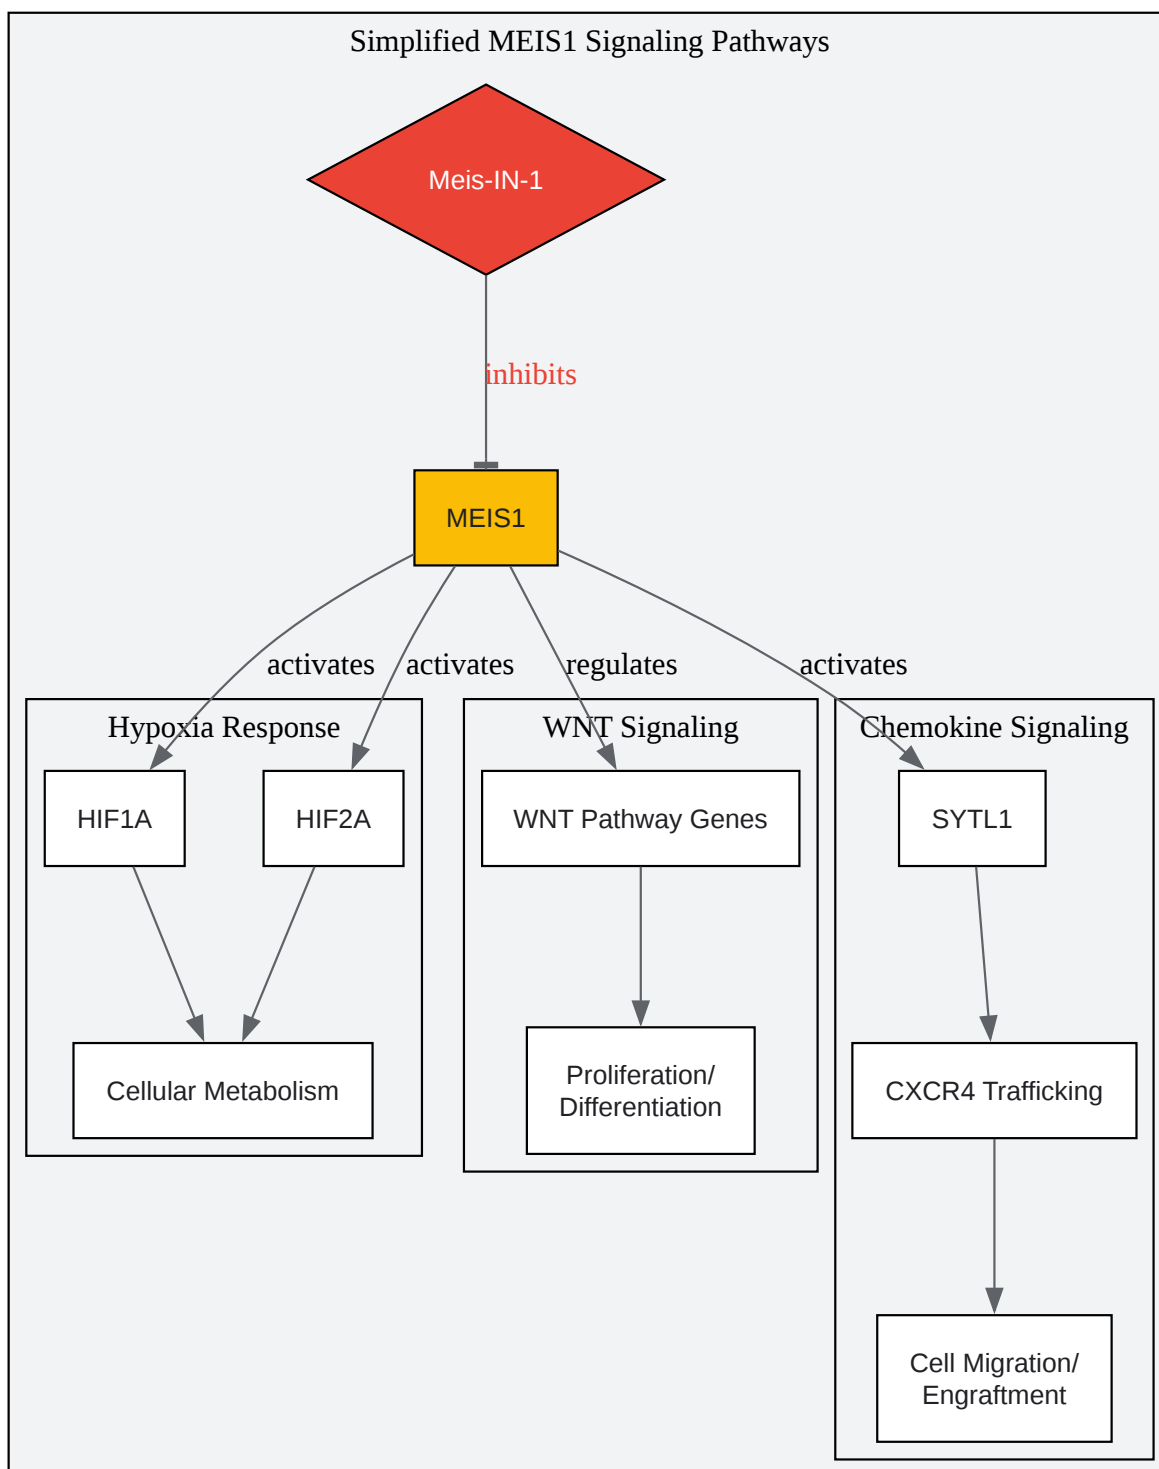 Simplified MEIS1 Signaling Pathways
Meis-IN-1
inhibits
MEIS1
activates
activates
regulates
activates
Hypoxia Response
WNT Signaling
Chemokine Signaling
HIF1A
HIF2A
WNT Pathway Genes
SYTL1
Cellular Metabolism
Proliferation/
Differentiation
CXCR4 Trafficking
Cell Migration/
Engraftment